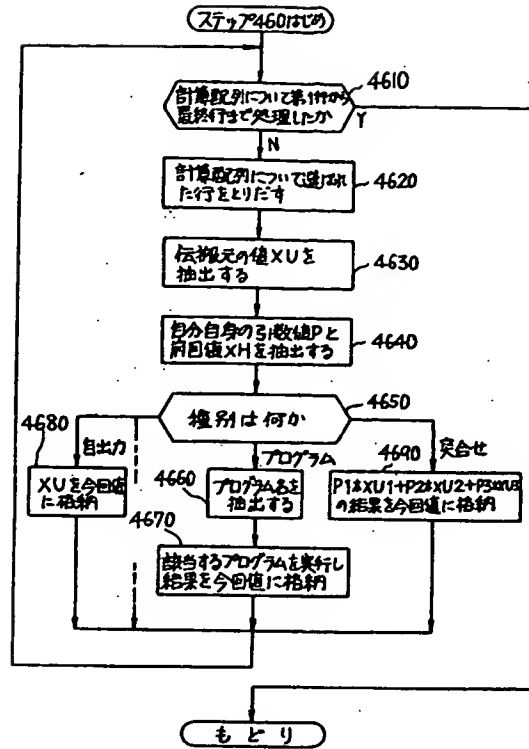 ステップ460はじめ
4610
計算配列について第1行から
最終行まで処理したか
Y
N
計算配列について選ばれ
た行をとりだす
4620
伝搬元の値XUを
抽出する
4630
自分自身の引数値Pと
前回値XHを抽出する
4640
種別は何か
4650
4680
自出力
XUを今回値
に格納
プログラム
4660
プログラム名を
抽出する
4670
該当するプログラムを実行し
結果を今回値に格納
突合せ
4690
P1*XU1+P2*XU2+P3*XU3
の結果を今回値に格納
もどり